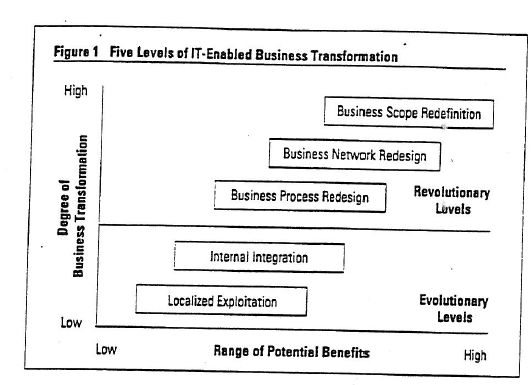 Figure 1 Five Levels of IT-Enabled Business Transformation
High
Business Scope Redefinition
Business Network Redesign
Business Process Redesign
Revolutionary
Levels
Degree of
Business Transformation
Internal Integration
Localized Exploitation
Evolutionary
Levels
Low
Low
Range of Potential Benefits
High